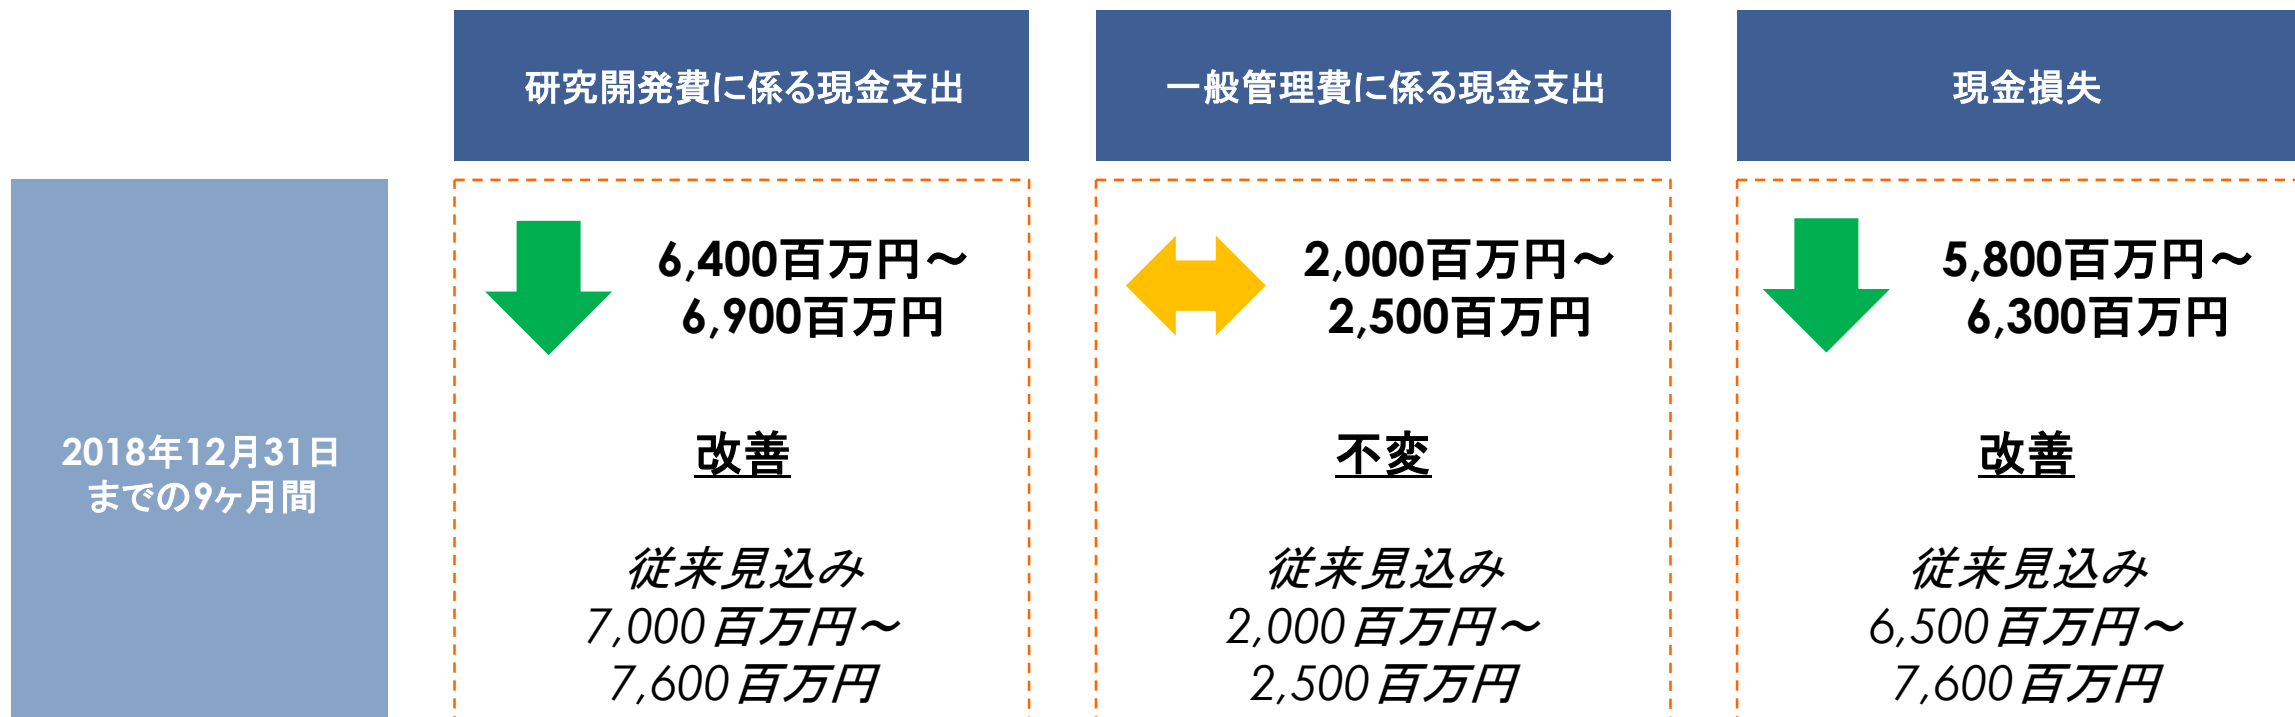 研究開発費に係る現金支出
一般管理費に係る現金支出
現金損失
2018年12月31日
までの9ヶ月間
6,400百万円～
6,900百万円
改善
従来見込み
7,000百万円～
7,600百万円
2,000百万円～
2,500百万円
不変
従来見込み
2,000百万円～
2,500百万円
5,800百万円～
6,300百万円
改善
従来見込み
6,500百万円～
7,600百万円